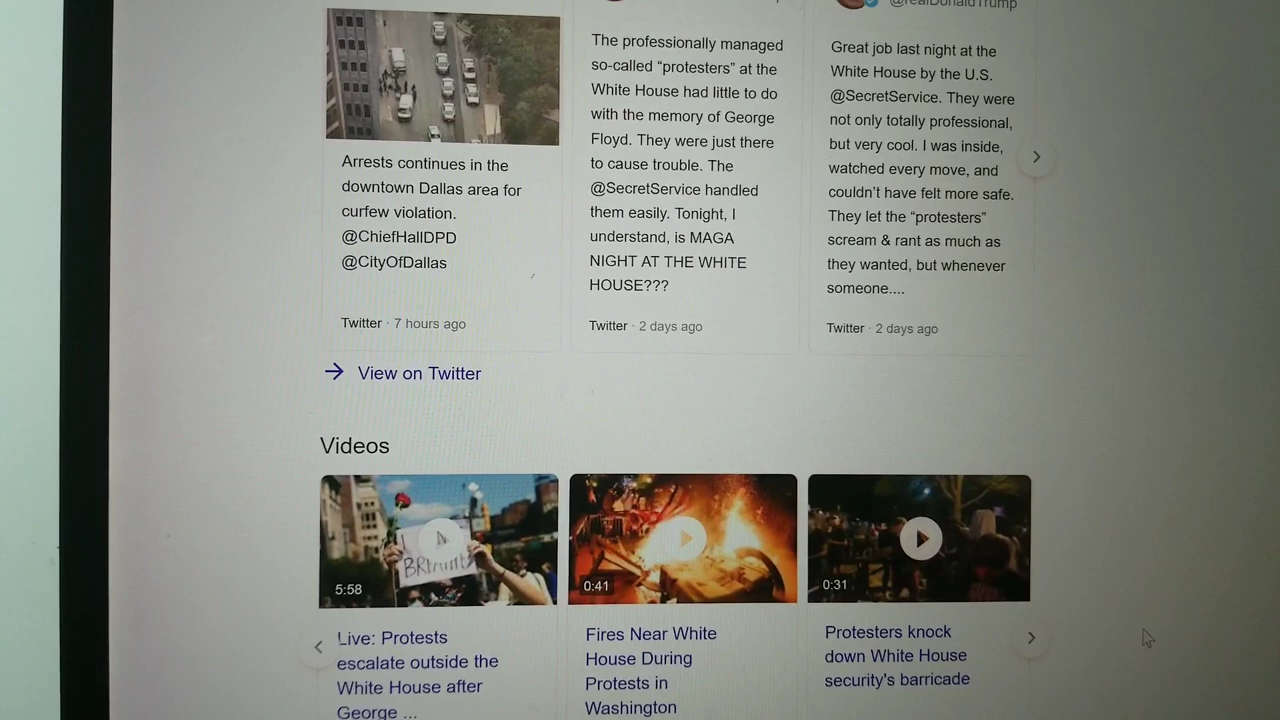 @realDonaldTrump
Arrests continues in the
downtown Dallas area for
curfew violation.
@ChiefHallDPD
@CityOfDallas
Twitter · 7 hours ago
The professionally managed
so-called “protesters” at the
White House had little to do
with the memory of George
Floyd. They were just there
to cause trouble. The
@SecretService handled
them easily. Tonight, I
understand, is MAGA
NIGHT AT THE WHITE
HOUSE???
Twitter · 2 days ago
Great job last night at the
White House by the U.S.
@SecretService. They were
not only totally professional,
but very cool. I was inside,
watched every move, and
couldn’t have felt more safe.
They let the “protesters”
scream & rant as much as
they wanted, but whenever
someone....
Twitter · 2 days ago
View on Twitter
Videos
5:58
Live: Protests
escalate outside the
White House after
George ...
0:41
Fires Near White
House During
Protests in
Washington
0:31
Protesters knock
down White House
security's barricade